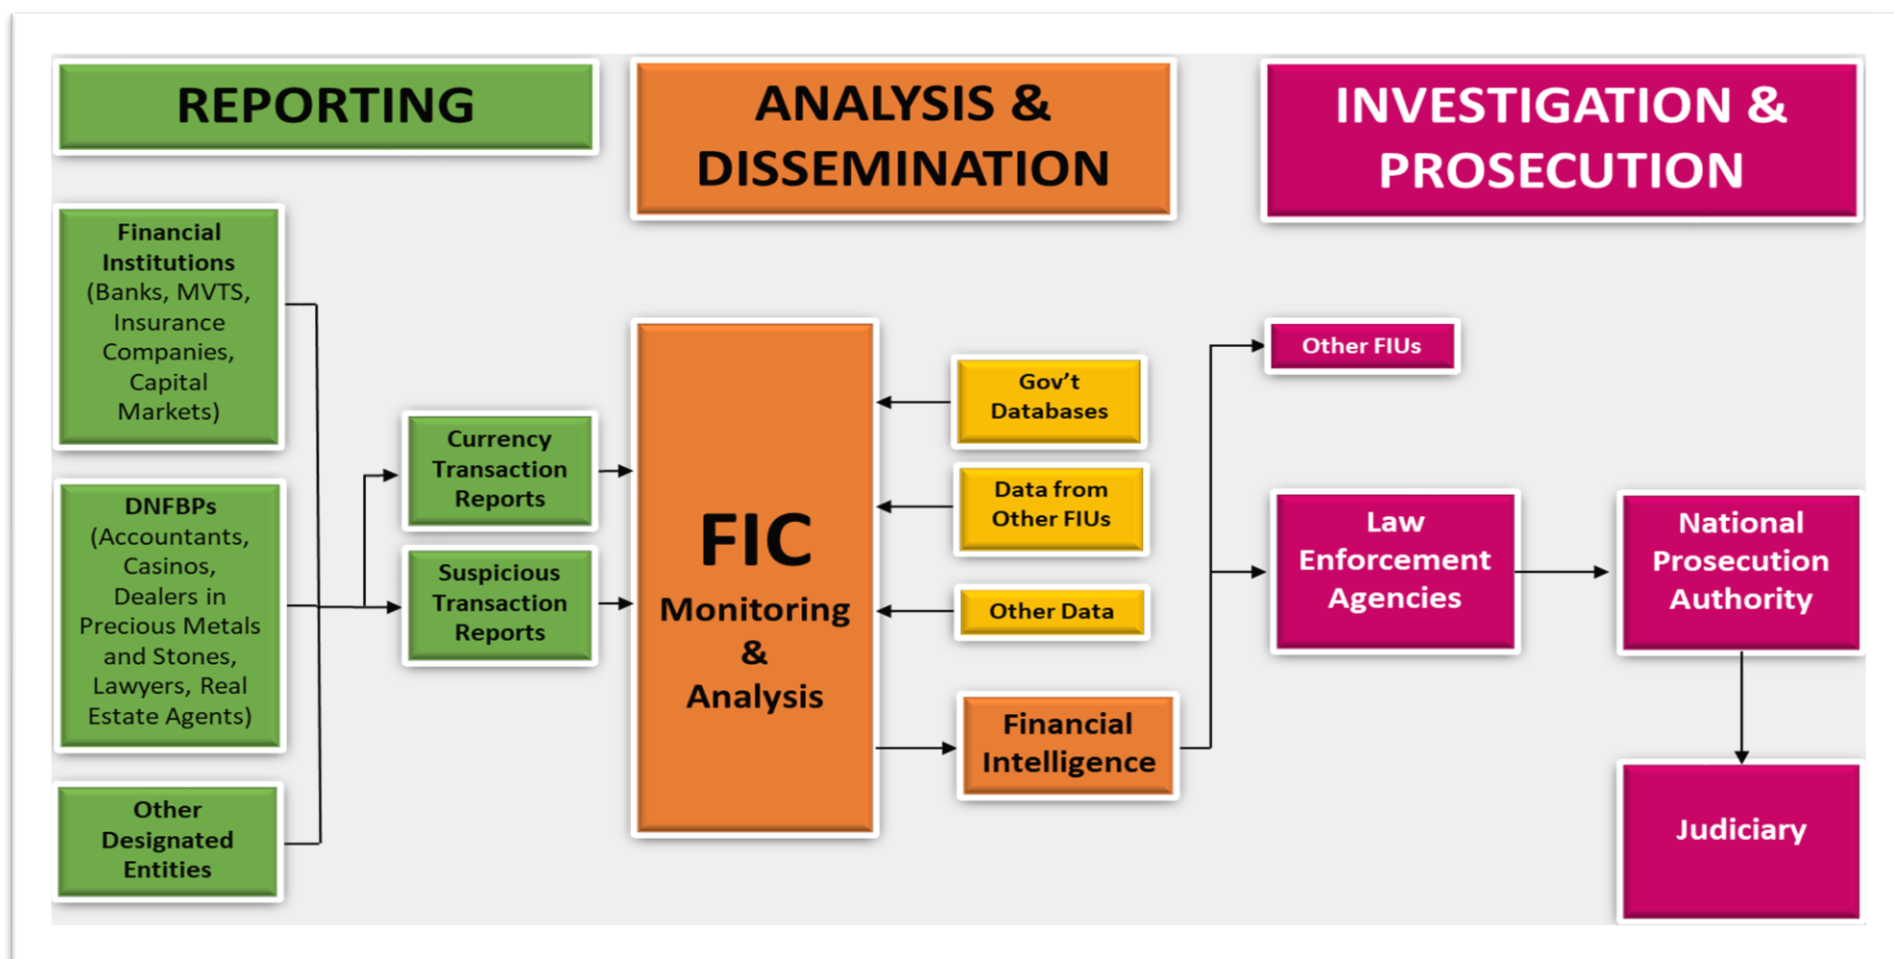 REPORTING
ANALYSIS &
DISSEMINATION
INVESTIGATION &
PROSECUTION
Financial
Institutions
(Banks, MVTS,
Insurance
Companies,
Capital
Markets)
DNFBPs
(Accountants,
Casinos,
Dealers in
Precious Metals
and Stones,
Lawyers, Real
Estate Agents)
Other
Designated
Entities
Currency
Transaction
Reports
Suspicious
Transaction
Reports
FIC
Monitoring
&
Analysis
Gov’t
Databases
Data from
Other FIUs
Other Data
Financial
Intelligence
Other FIUs
Law
Enforcement
Agencies
National
Prosecution
Authority
Judiciary